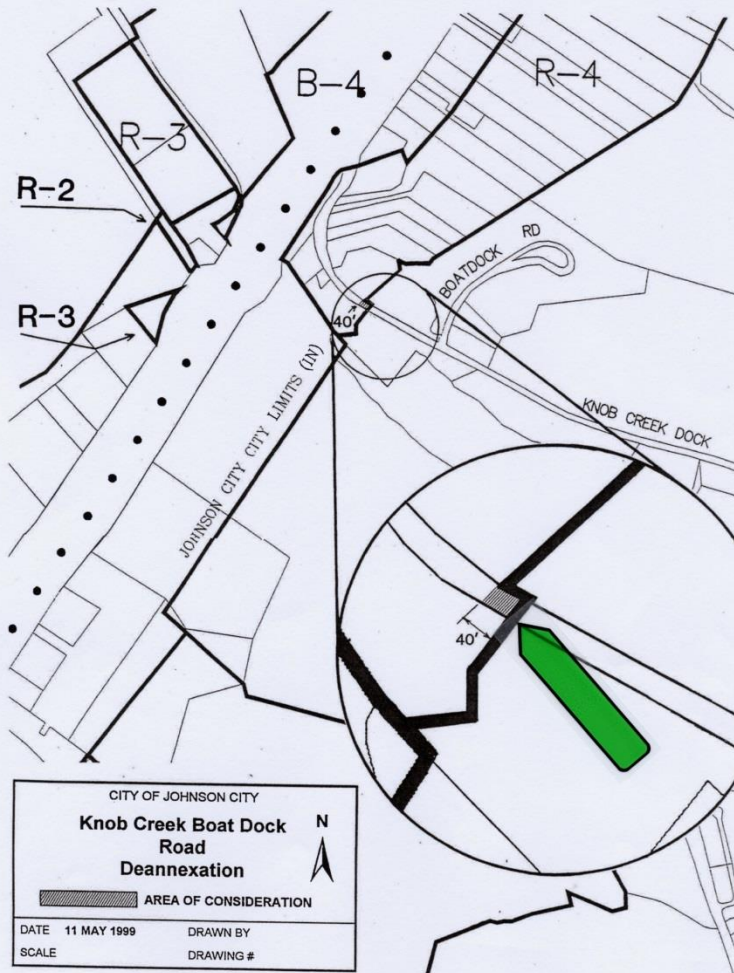 B-4
R-4
R-3
R-2
R-3
BOATDOCK RD
40'
JOHNSON CITY CITY LIMITS (IN)
KNOB CREEK DOCK
40'
CITY OF JOHNSON CITY
Knob Creek Boat Dock
Road
Deannexation
N
AREA OF CONSIDERATION
DATE 11 MAY 1999 DRAWN BY
SCALE DRAWING #